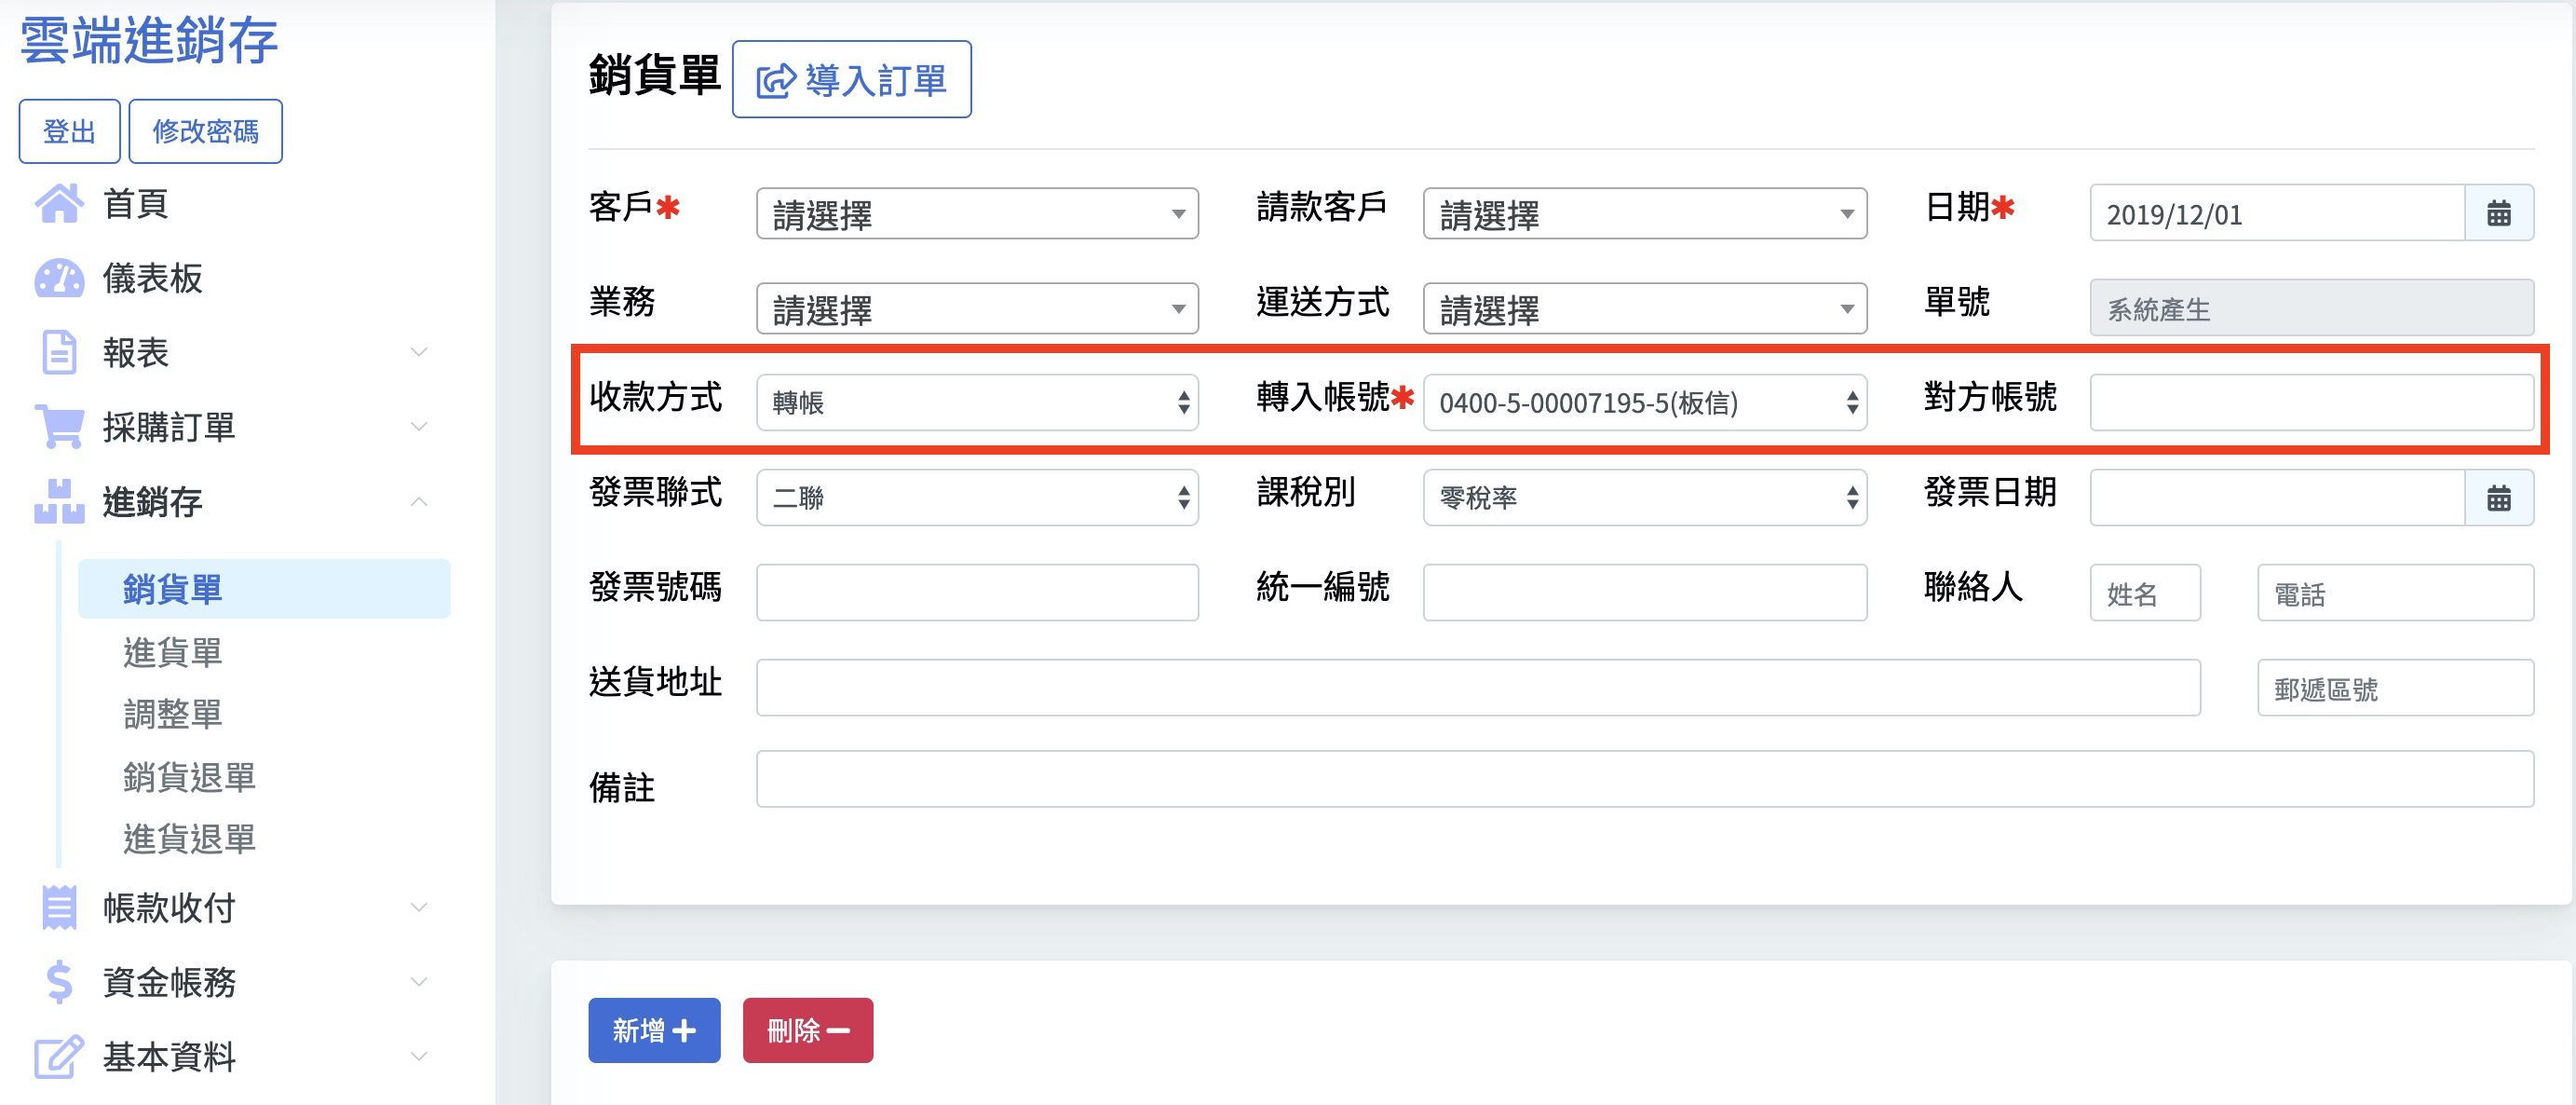 雲端進銷存
登出 修改密碼
首頁
儀表板
報表
採購訂單
進銷存
銷貨單
進貨單
調整單
銷貨退單
進貨退單
帳款收付
資金帳務
基本資料
銷貨單 導入訂單
客戶* 請選擇 請款客戶 請選擇 日期* 2019/12/01
業務 請選擇 運送方式 請選擇 單號 系統產生
收款方式 轉帳 轉入帳號* 0400-5-00007195-5(板信) 對方帳號
發票聯式 二聯 課稅別 零稅率 發票日期
發票號碼 統一編號 聯絡人 姓名 電話
送貨地址 郵遞區號
備註
新增 刪除